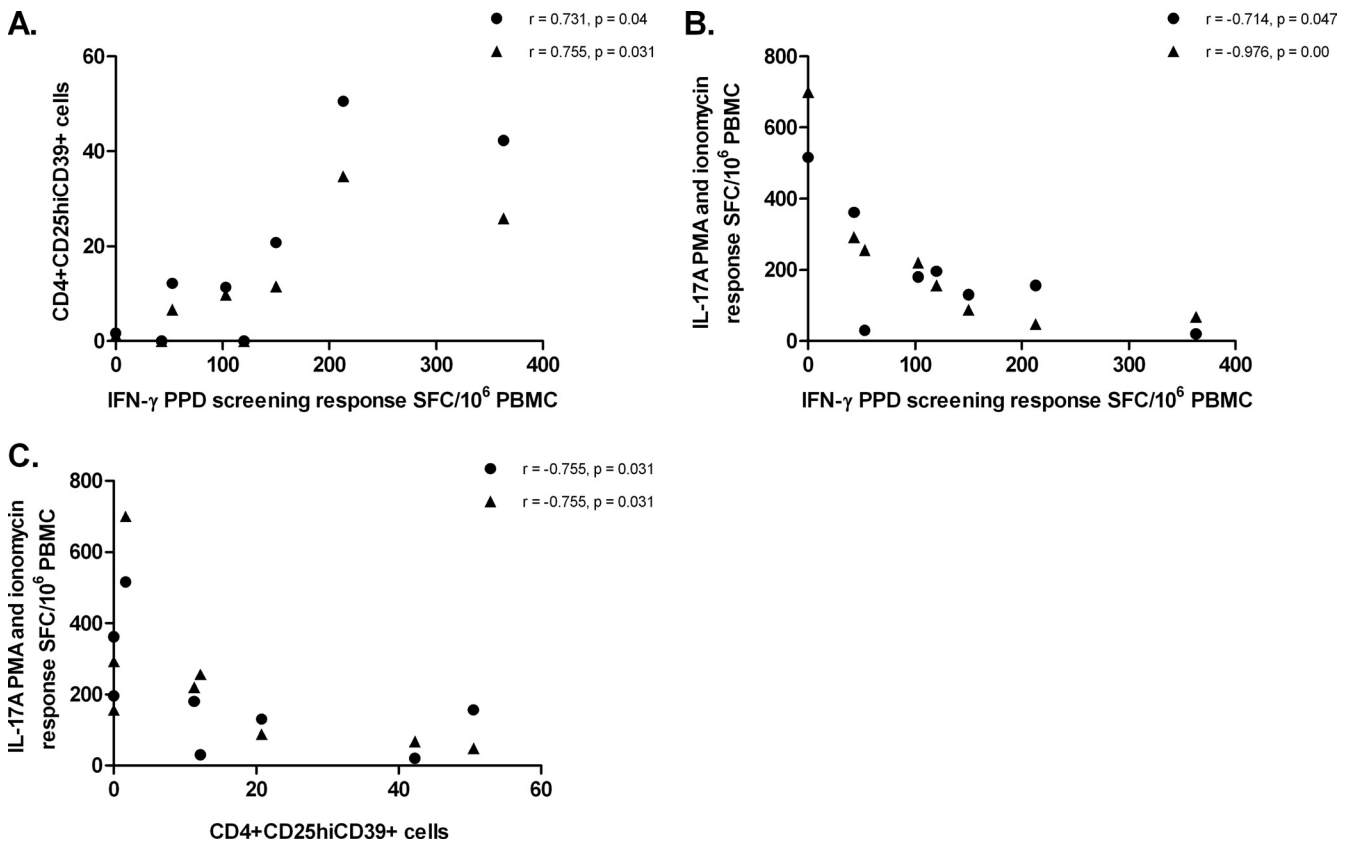 A.
r = 0.731, p = 0.04
r = 0.755, p = 0.031
60
40
20
0
CD4+CD25hiCD39+ cells
0 100 200 300 400
IFN-γ PPD screening response SFC/10⁶ PBMC
B.
r = -0.714, p = 0.047
r = -0.976, p = 0.00
800
600
400
200
0
IL-17A PMA and ionomycin
response SFC/10⁶ PBMC
0 100 200 300 400
IFN-γ PPD screening response SFC/10⁶ PBMC
C.
r = -0.755, p = 0.031
r = -0.755, p = 0.031
800
600
400
200
0
IL-17A PMA and ionomycin
response SFC/10⁶ PBMC
0 20 40 60
CD4+CD25hiCD39+ cells